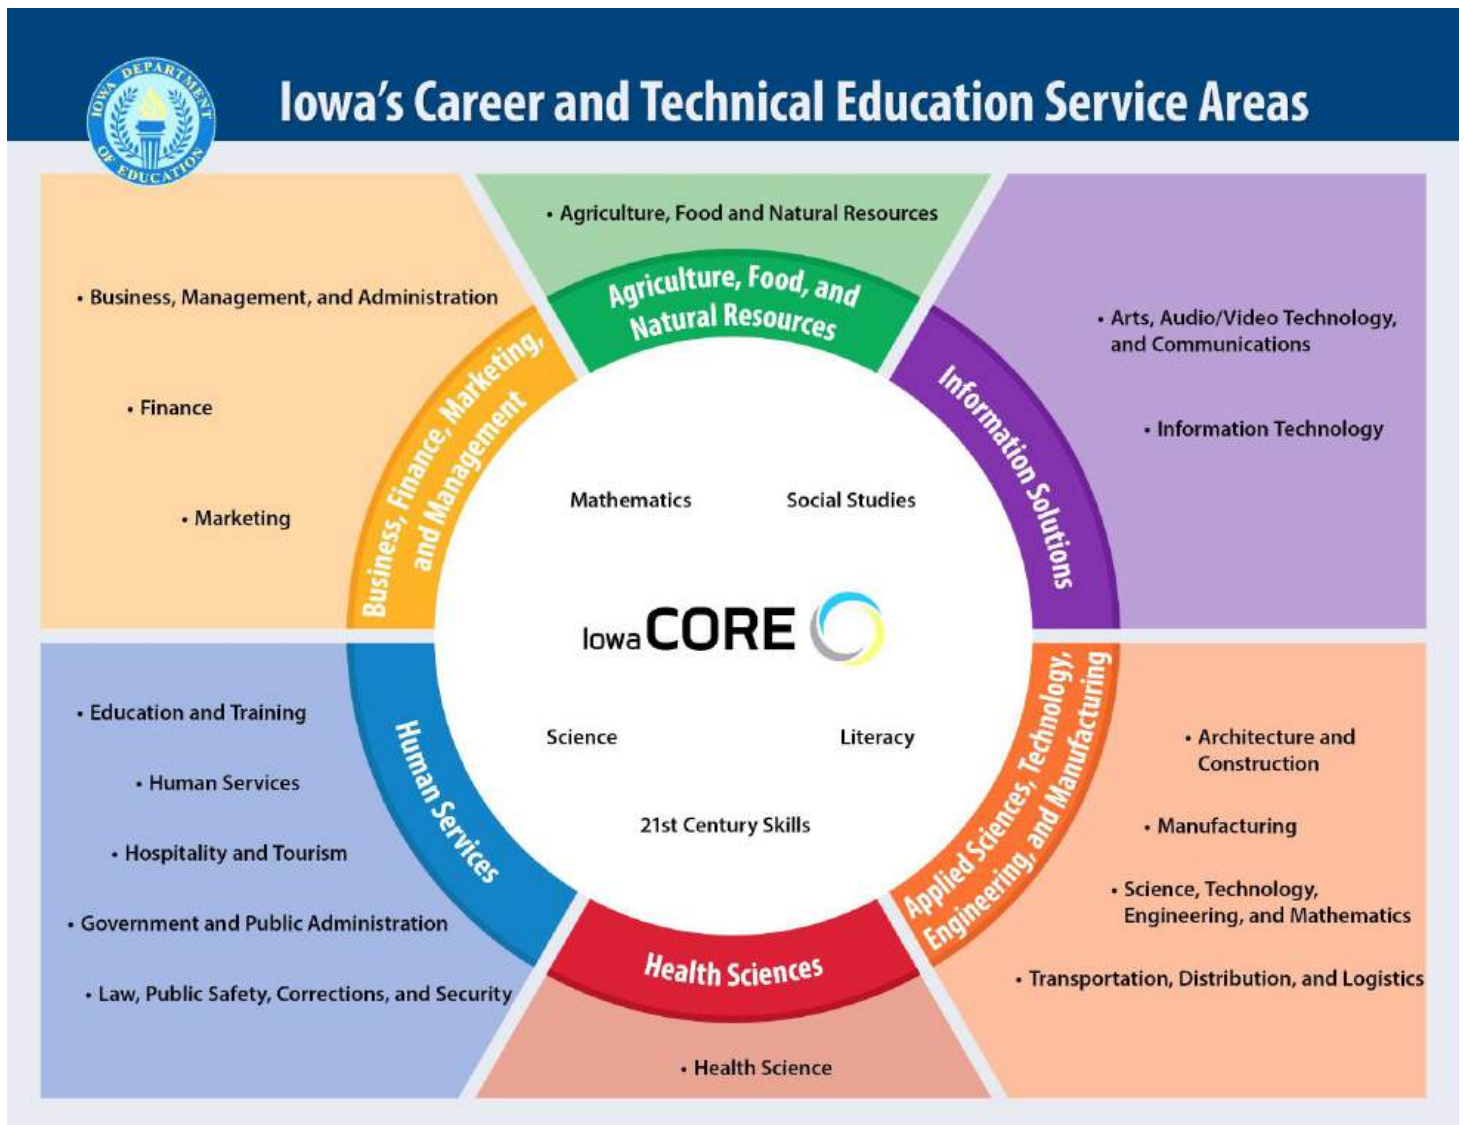 IOWA DEPARTMENT
OF EDUCATION
Iowa's Career and Technical Education Service Areas
• Agriculture, Food and Natural Resources
Agriculture, Food, and
Natural Resources
• Business, Management, and Administration
• Finance
• Marketing
Business, Finance, Marketing,
and Management
• Arts, Audio/Video Technology,
and Communications
• Information Technology
Information Solutions
Mathematics
Social Studies
Iowa CORE
Science
Literacy
21st Century Skills
• Education and Training
• Human Services
• Hospitality and Tourism
• Government and Public Administration
• Law, Public Safety, Corrections, and Security
Human Services
Applied Sciences, Technology,
Engineering, and Manufacturing
• Architecture and
Construction
• Manufacturing
• Science, Technology,
Engineering, and Mathematics
• Transportation, Distribution, and Logistics
Health Sciences
• Health Science